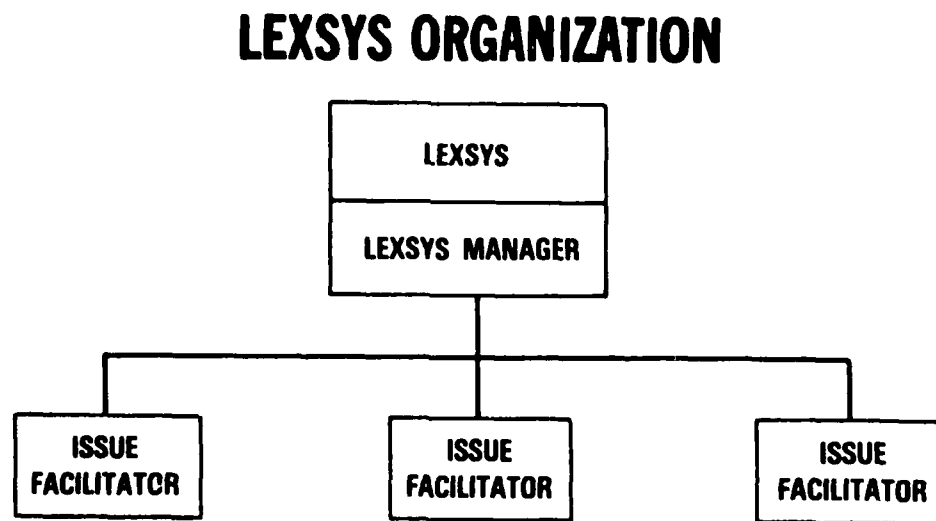 LEXSYS ORGANIZATION
LEXSYS
LEXSYS MANAGER
ISSUE
FACILITATOR
ISSUE
FACILITATOR
ISSUE
FACILITATOR